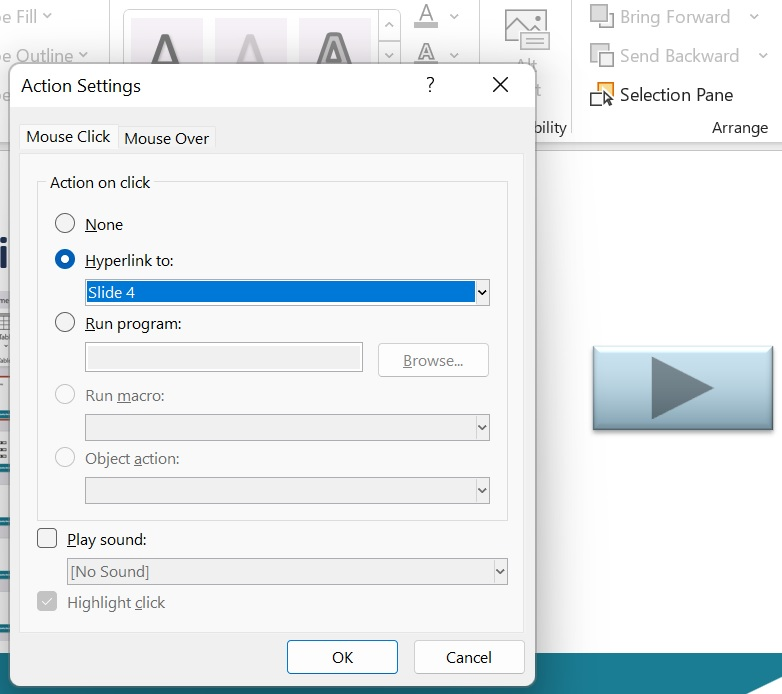 Fill
Outline
A
A
A
A
A
Alt
Bring Forward
Send Backward
Selection Pane
Arrange
Action Settings
?
Mouse Click
Mouse Over
Action on click
None
Hyperlink to:
Slide 4
Run program:
Browse...
Run macro:
Object action:
Play sound:
[No Sound]
Highlight click
OK
Cancel